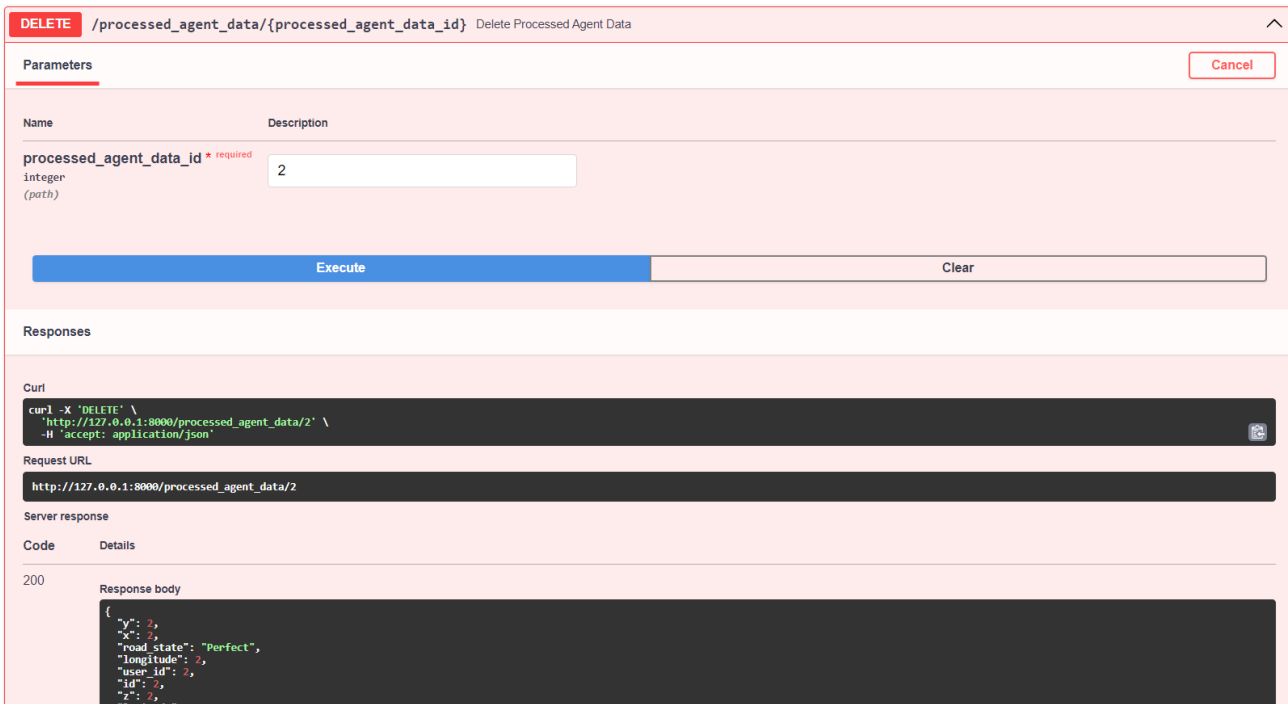 DELETE /processed_agent_data/{processed_agent_data_id} Delete Processed Agent Data
Parameters
Cancel
Name Description
processed_agent_data_id * required
integer
(path)
2
Execute Clear
Responses
Curl
curl -X 'DELETE' \
'http://127.0.0.1:8000/processed_agent_data/2' \
-H 'accept: application/json'
Request URL
http://127.0.0.1:8000/processed_agent_data/2
Server response
Code Details
200
Response body
{
"y": 2,
"x": 2,
"road_state": "Perfect",
"longitude": 2,
"user_id": 2,
"id": 2,
"z": 2,